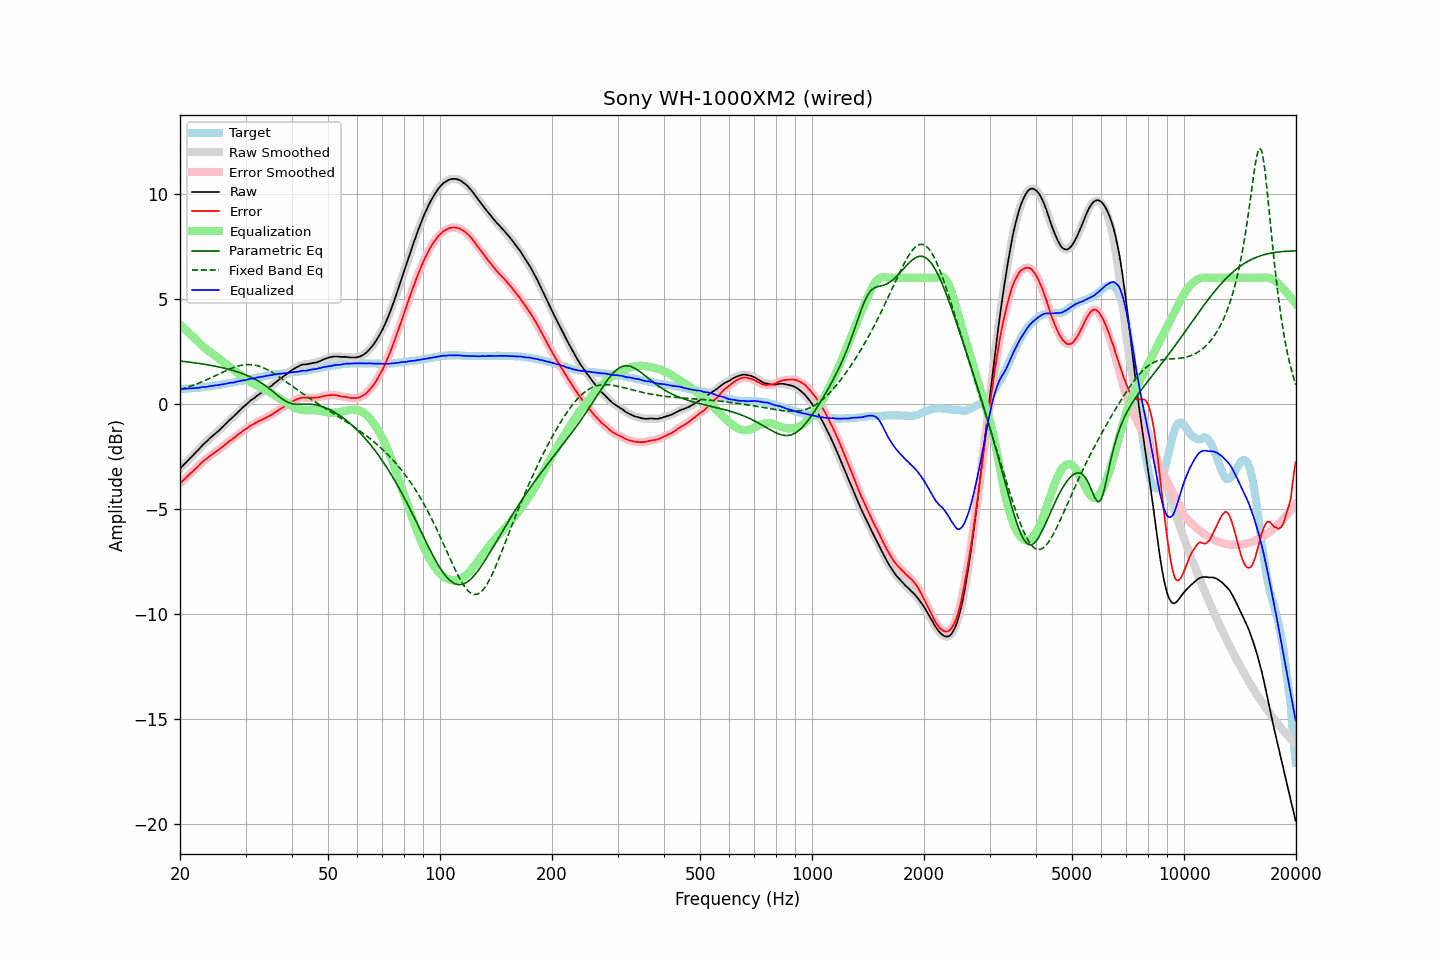 Sony WH-1000XM2 (wired)
Target
Raw Smoothed
Error Smoothed
Raw
Error
Equalization
Parametric Eq
Fixed Band Eq
Equalized
Amplitude (dBr)
10
5
0
−5
−10
−15
−20
20 50 100 200 500 1000 2000 5000 10000 20000
Frequency (Hz)